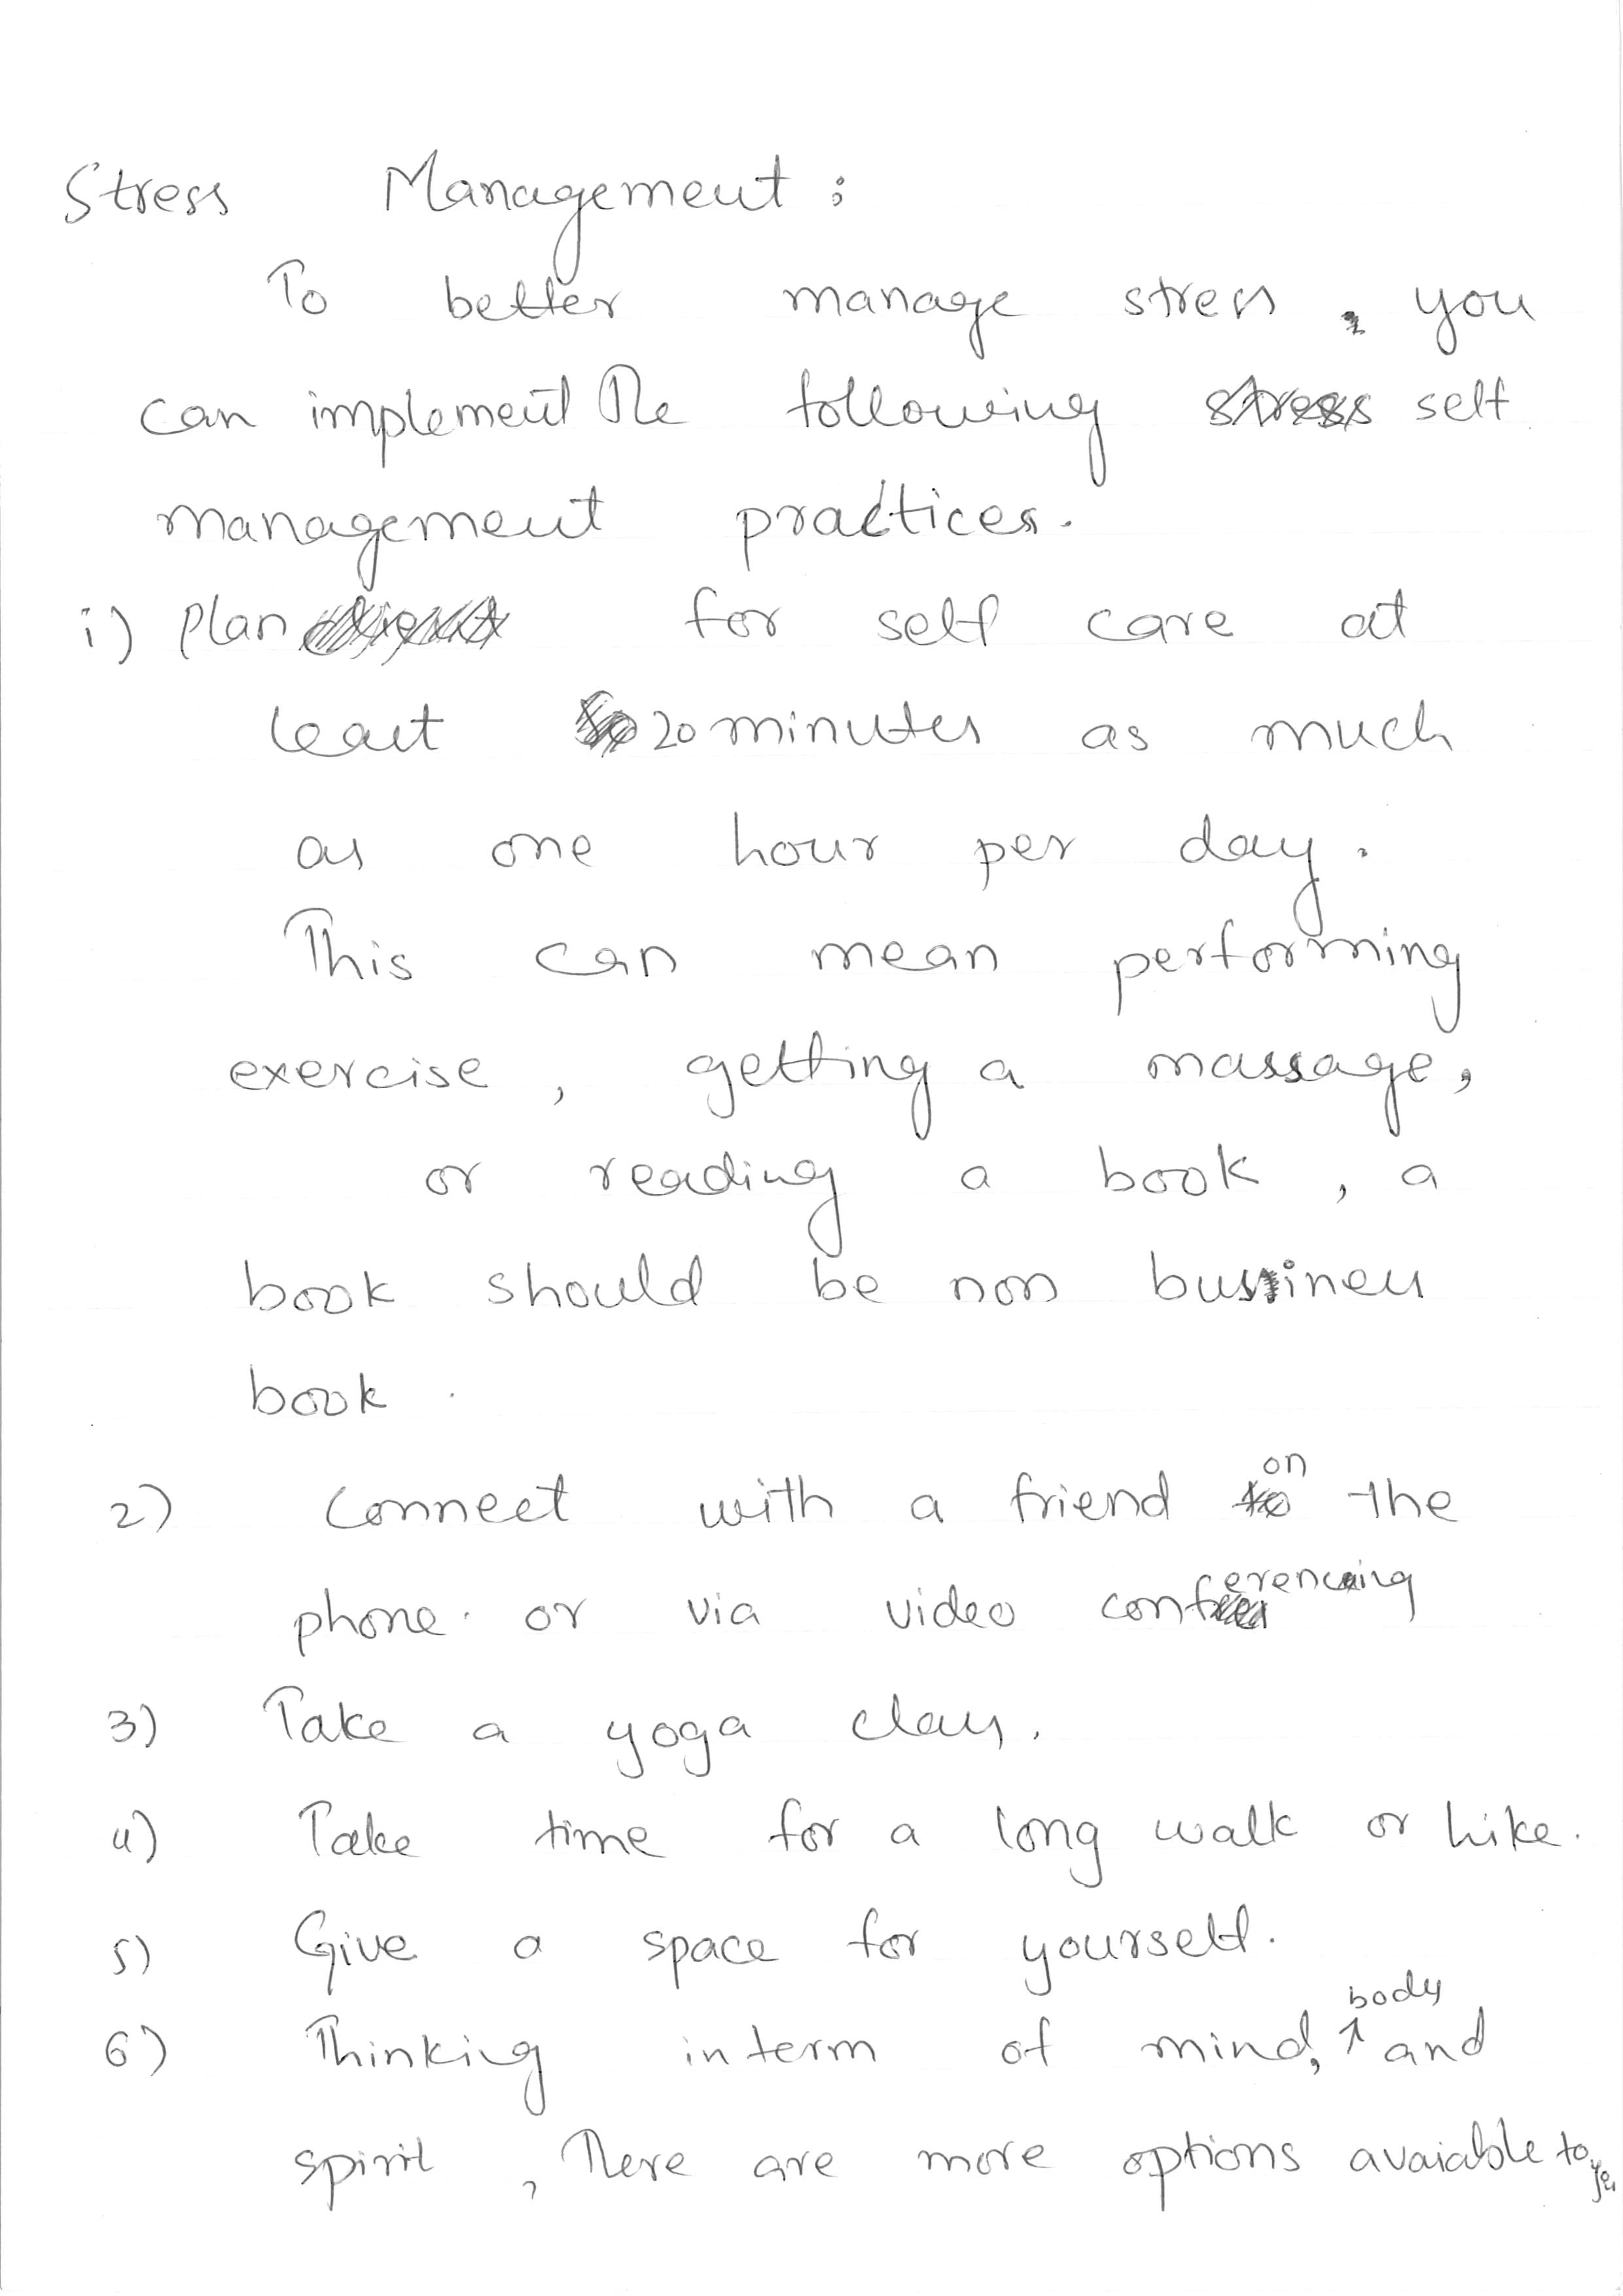 Stress Management :
To better manage stress, you
can implement The following self
management practices.
i) Plan for self care at
least 20 minutes as much
as one hour per day.
This can mean performing
exercise, getting a massage,
or reading a book, a
book should be non bussiness
book.
2) Connect with a friend on the
phone. or via video conferencing
3) Take a yoga class.
4) Take time for a long walk or hike.
5) Give a space for yourself.
6) Thinking interm of mind, body and
spirit, There are more options avaiable to you